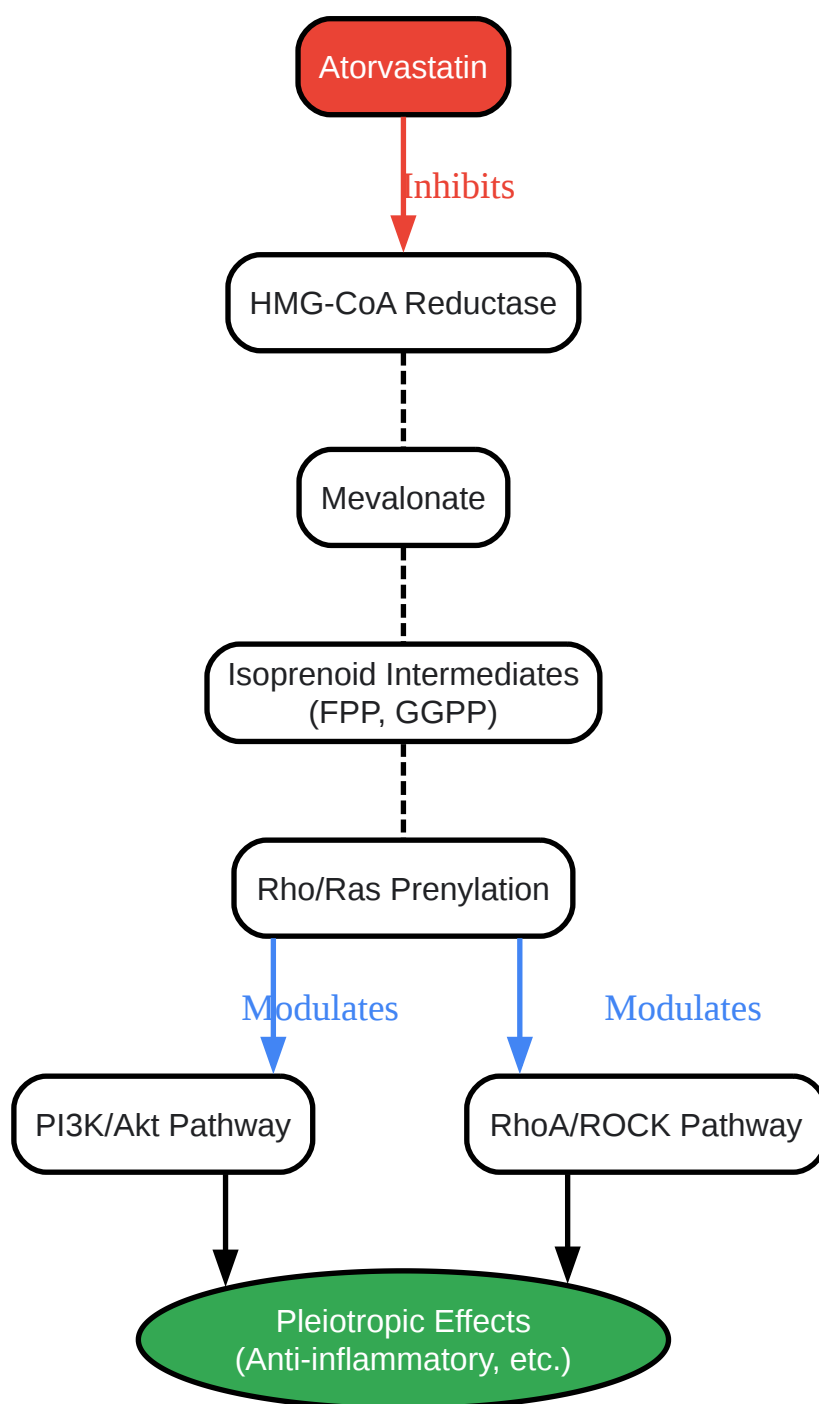 Atorvastatin
Inhibits
HMG-CoA Reductase
Mevalonate
Isoprenoid Intermediates
(FPP, GGPP)
Rho/Ras Prenylation
Modulates
Modulates
PI3K/Akt Pathway
RhoA/ROCK Pathway
Pleiotropic Effects
(Anti-inflammatory, etc.)